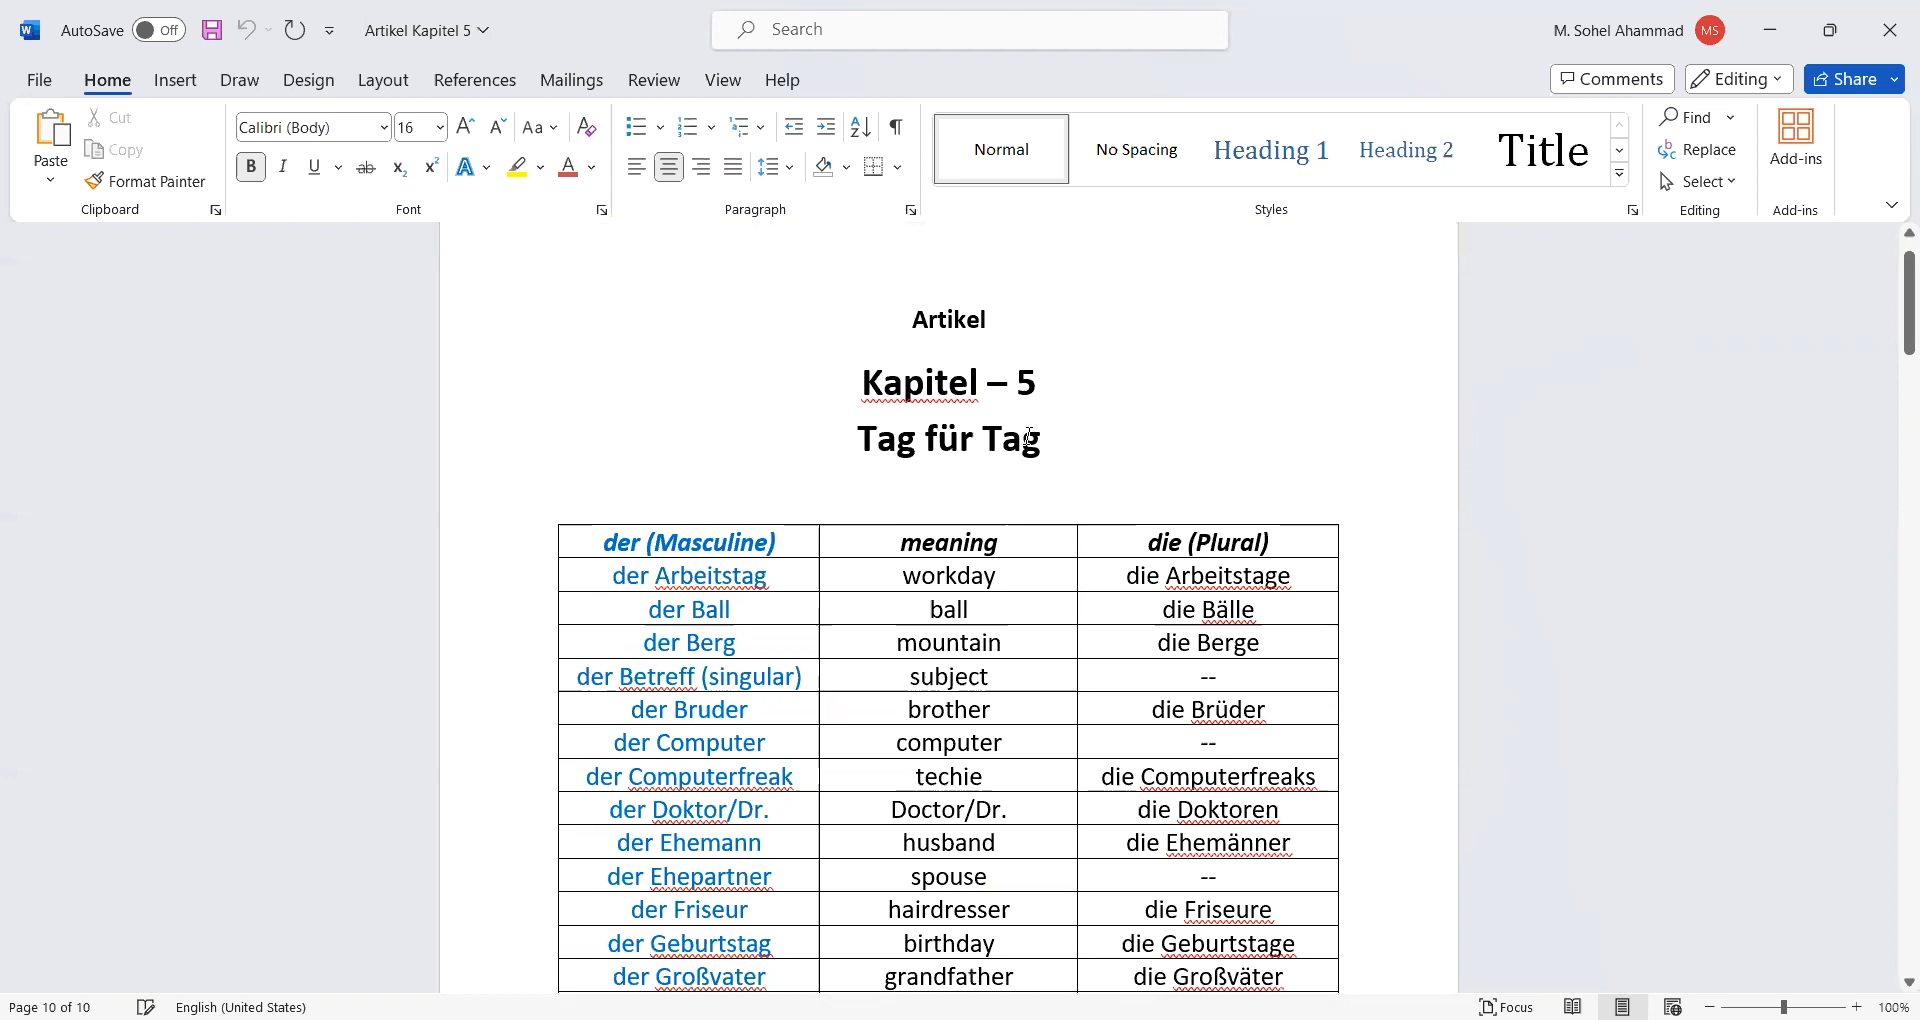 AutoSave Off Artikel Kapitel 5 Search M. Sohel Ahammad MS
File Home Insert Draw Design Layout References Mailings Review View Help Comments Editing Share
Paste Cut Copy Format Painter Clipboard
Calibri (Body) 16 Aa
B I U ab x₂ x² A A Font
Paragraph
Normal No Spacing Heading 1 Heading 2 Title
Styles
Find Replace Select Editing
Add-ins Add-ins
Artikel
Kapitel – 5
Tag für Tag
der (Masculine) meaning die (Plural)
der Arbeitstag workday die Arbeitstage
der Ball ball die Bälle
der Berg mountain die Berge
der Betreff (singular) subject --
der Bruder brother die Brüder
der Computer computer --
der Computerfreak techie die Computerfreaks
der Doktor/Dr. Doctor/Dr. die Doktoren
der Ehemann husband die Ehemänner
der Ehepartner spouse --
der Friseur hairdresser die Friseure
der Geburtstag birthday die Geburtstage
der Großvater grandfather die Großväter
Page 10 of 10 English (United States) Focus 100%